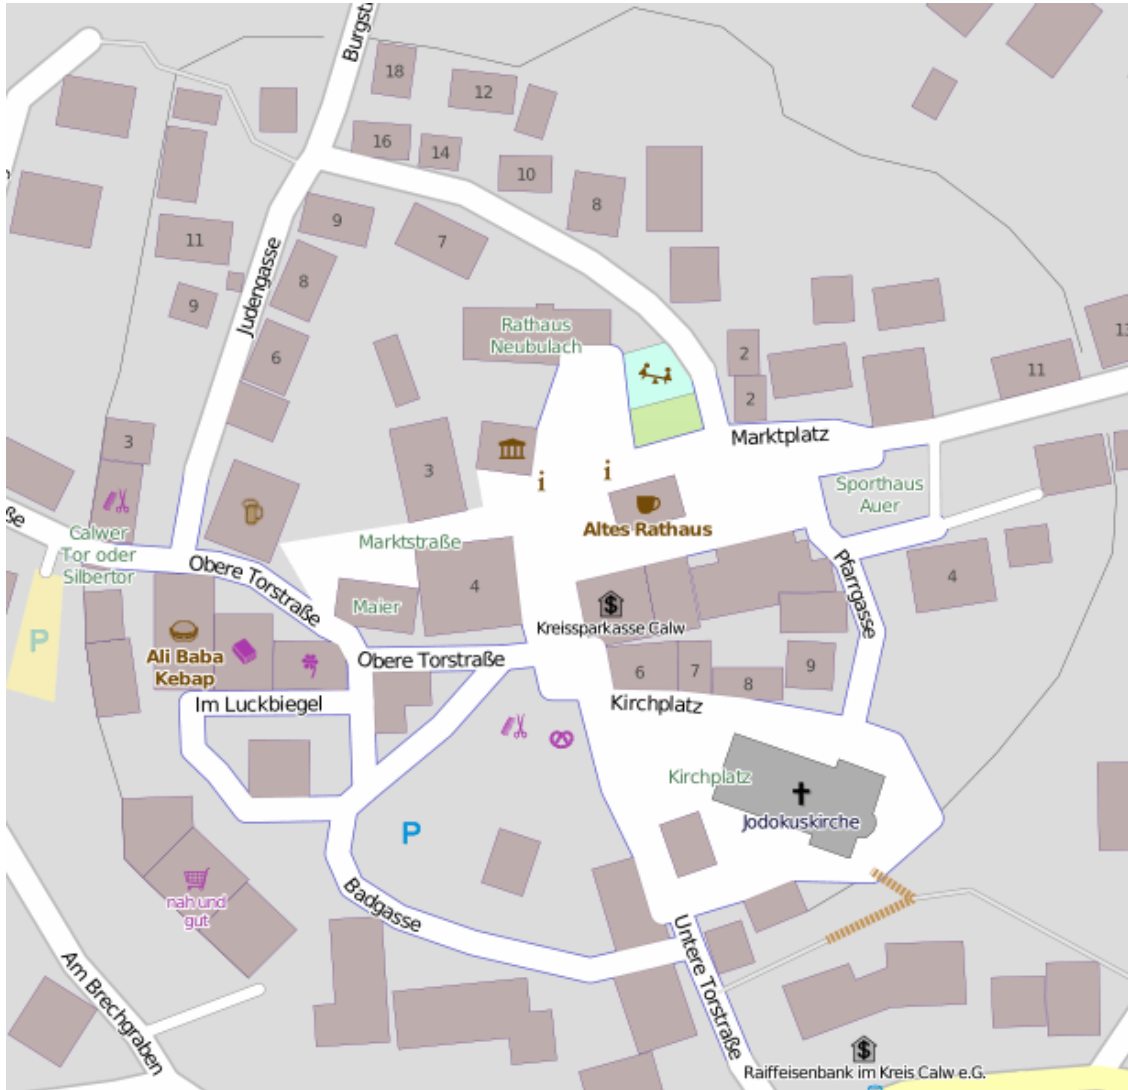 18
12
16
14
10
8
9
7
11
8
9
6
Judengasse
Rathaus
Neubulach
2
2
11
Marktplatz
3
3
i
i
Altes Rathaus
Sporthaus
Auer
Calwer
Tor oder
Silbertor
Marktstraße
Obere Torstraße
4
4
Pfarrgasse
Maier
$
Kreissparkasse Calw
P
Ali Baba
Kebap
Obere Torstraße
6
7
8
9
Im Luckbiegel
Kirchplatz
Kirchplatz
Jodokuskirche
P
nah und
gut
Badgasse
Untere Torstraße
Am Brechgraben
$
Raiffeisenbank im Kreis Calw e.G.